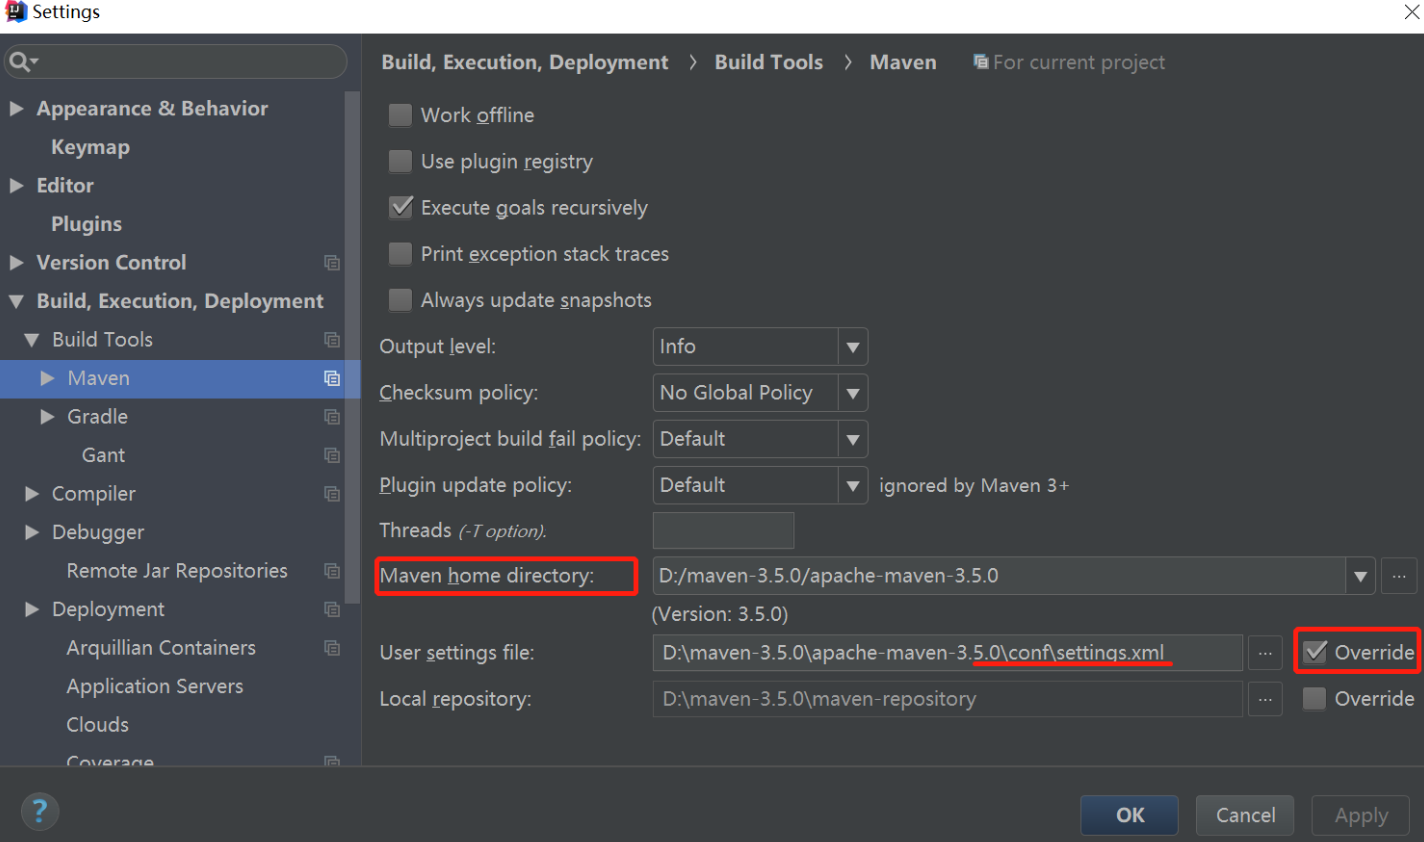 Settings
Build, Execution, Deployment › Build Tools › Maven For current project
Appearance & Behavior
Keymap
Editor
Plugins
Version Control
Build, Execution, Deployment
Build Tools
Maven
Gradle
Gant
Compiler
Debugger
Remote Jar Repositories
Deployment
Arquillian Containers
Application Servers
Clouds
Coverage
Work offline
Use plugin registry
Execute goals recursively
Print exception stack traces
Always update snapshots
Output level: Info
Checksum policy: No Global Policy
Multiproject build fail policy: Default
Plugin update policy: Default ignored by Maven 3+
Threads (-T option).
Maven home directory: D:/maven-3.5.0/apache-maven-3.5.0 ...
(Version: 3.5.0)
User settings file: D:\maven-3.5.0\apache-maven-3.5.0\conf\settings.xml ... Override
Local repository: D:\maven-3.5.0\maven-repository ... Override
? OK Cancel Apply